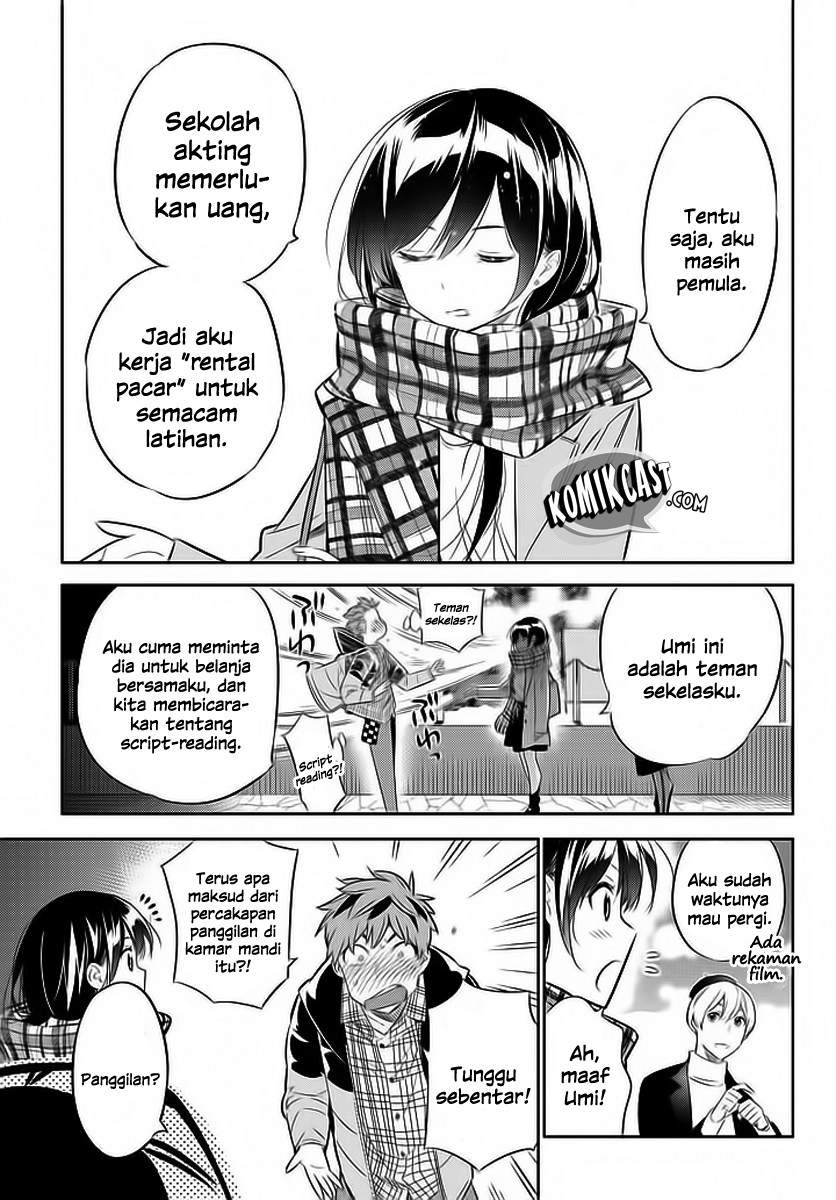 Tentu
saja, aku
masih
pemula.
Sekolah
akting
memerlu-
kan uang,
Jadi aku
kerja "rental
pacar" untuk
semacam
latihan.
KOMIKCAST.COM
Umi ini
adalah teman
sekelasku.
Teman
sekelas?!
Aku cuma meminta
dia untuk belanja
bersamaku, dan
kita membicara-
kan tentang
script-reading.
Script
reading?!
Aku sudah
waktunya
mau pergi.
Ada
rekaman
film.
Ah,
maaf
Umi!
Tunggu
sebentar!
Terus apa
maksud dari
percakapan
panggilan di
kamar mandi
itu?!
Panggilan?